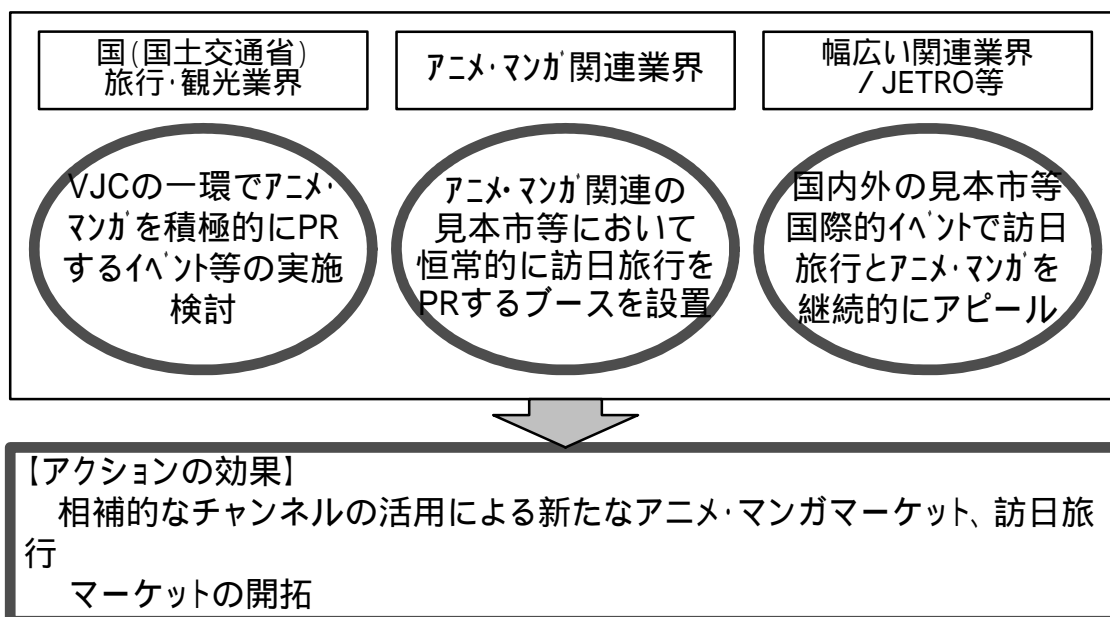 国(国土交通省)
旅行･観光業界
ｱﾆﾒ･ﾏﾝｶﾞ関連業界
幅広い関連業界
/ JETRO等
VJCの一環でｱﾆﾒ･
ﾏﾝｶﾞを積極的にPR
するｲﾍﾞﾝﾄ等の実施
検討
ｱﾆﾒ･ﾏﾝｶﾞ関連の
見本市等において
恒常的に訪日旅行を
PRするブースを設置
国内外の見本市等
国際的ｲﾍﾞﾝﾄで訪日
旅行とｱﾆﾒ･ﾏﾝｶﾞを
継続的にアピール
【アクションの効果】
相補的なチャンネルの活用による新たなアニメ･マンガマーケット、訪日旅
行
マーケットの開拓